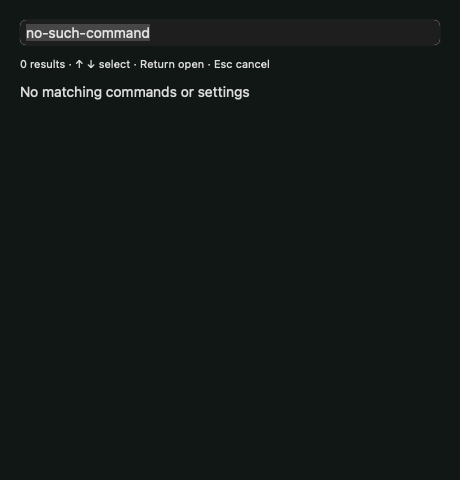 no-such-command
0 results · ↑ ↓ select · Return open · Esc cancel
No matching commands or settings